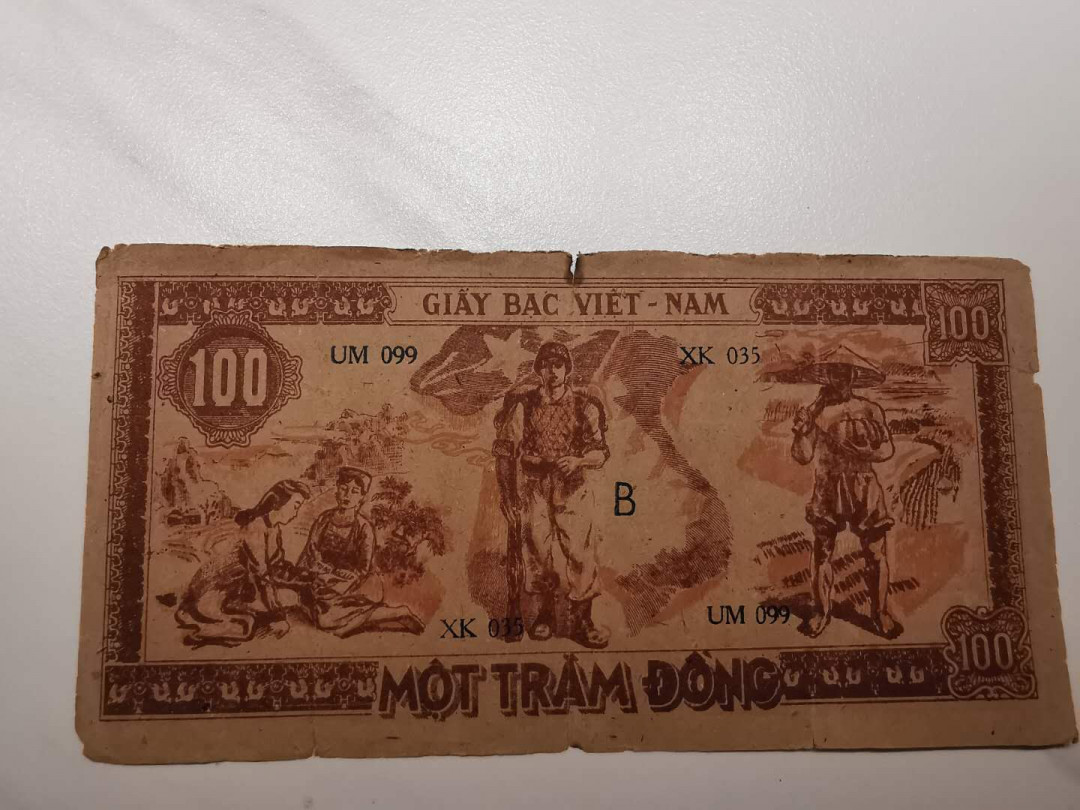 GIẤY BẠC VIỆT - NAM
100
100
UM 099
XK 035
B
XK 035
UM 099
100
MỘT TRĂM ĐỒNG